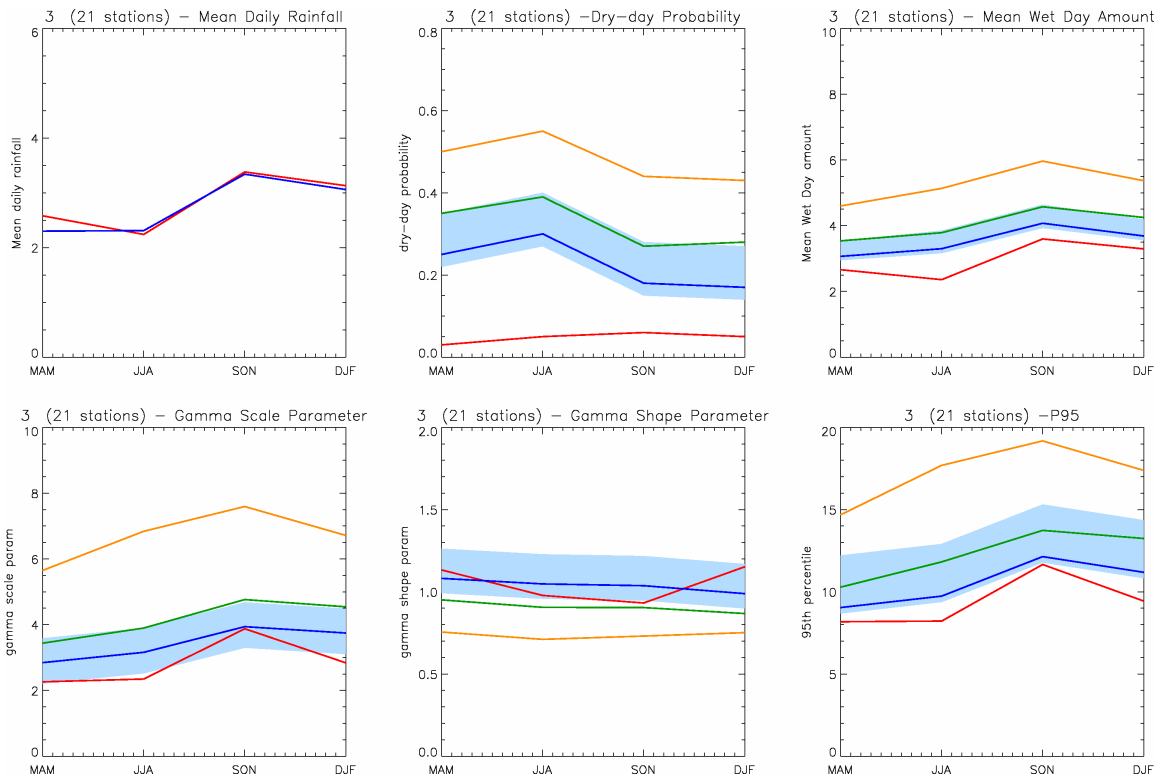 3 (21 stations) - Mean Daily Rainfall
6
4
2
0
Mean daily rainfall
MAM JJA SON DJF
3 (21 stations) -Dry-day Probability
0.8
0.6
0.4
0.2
0.0
dry-day probability
MAM JJA SON DJF
3 (21 stations) - Mean Wet Day Amount
10
8
6
4
2
0
Mean Wet Day amount
MAM JJA SON DJF
3 (21 stations) - Gamma Scale Parameter
10
8
6
4
2
0
gamma scale param
MAM JJA SON DJF
3 (21 stations) - Gamma Shape Parameter
2.0
1.5
1.0
0.5
0.0
gamma shape param
MAM JJA SON DJF
3 (21 stations) -P95
20
15
10
5
0
95th percentile
MAM JJA SON DJF